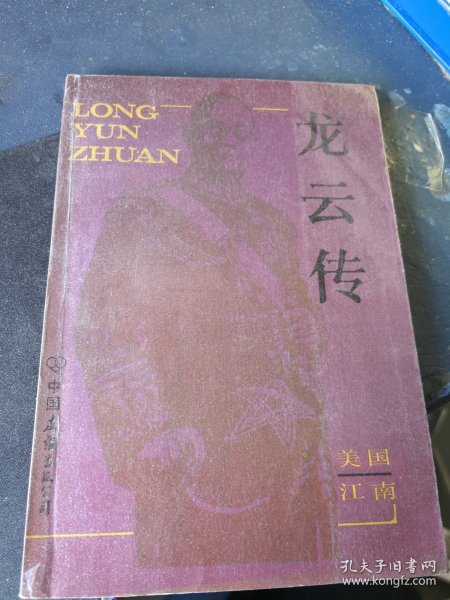 LONG
YUN
ZHUAN
龙云传
美国
江南
中国友谊出版公司
孔夫子旧书网
www.kongfz.com